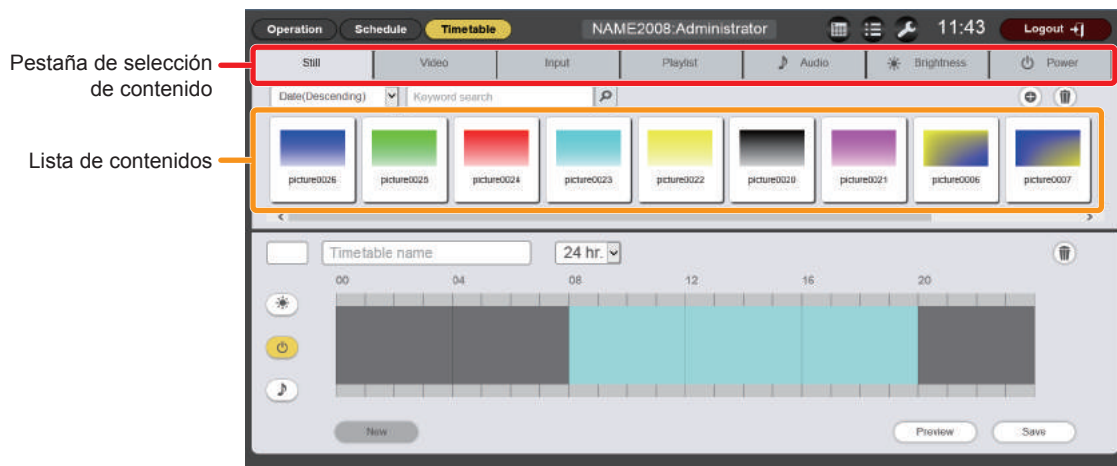 Operation Schedule Timetable NAME2008:Administrator 11:43 Logout
Pestaña de selección
de contenido
Still Video Input Playlist Audio Brightness Power
Date(Descending) Keyword search
Lista de contenidos
picture0026 picture0025 picture0024 picture0023 picture0022 picture0020 picture0021 picture0006 picture0007
Timetable name 24 hr.
00 04 08 12 16 20
New Preview Save